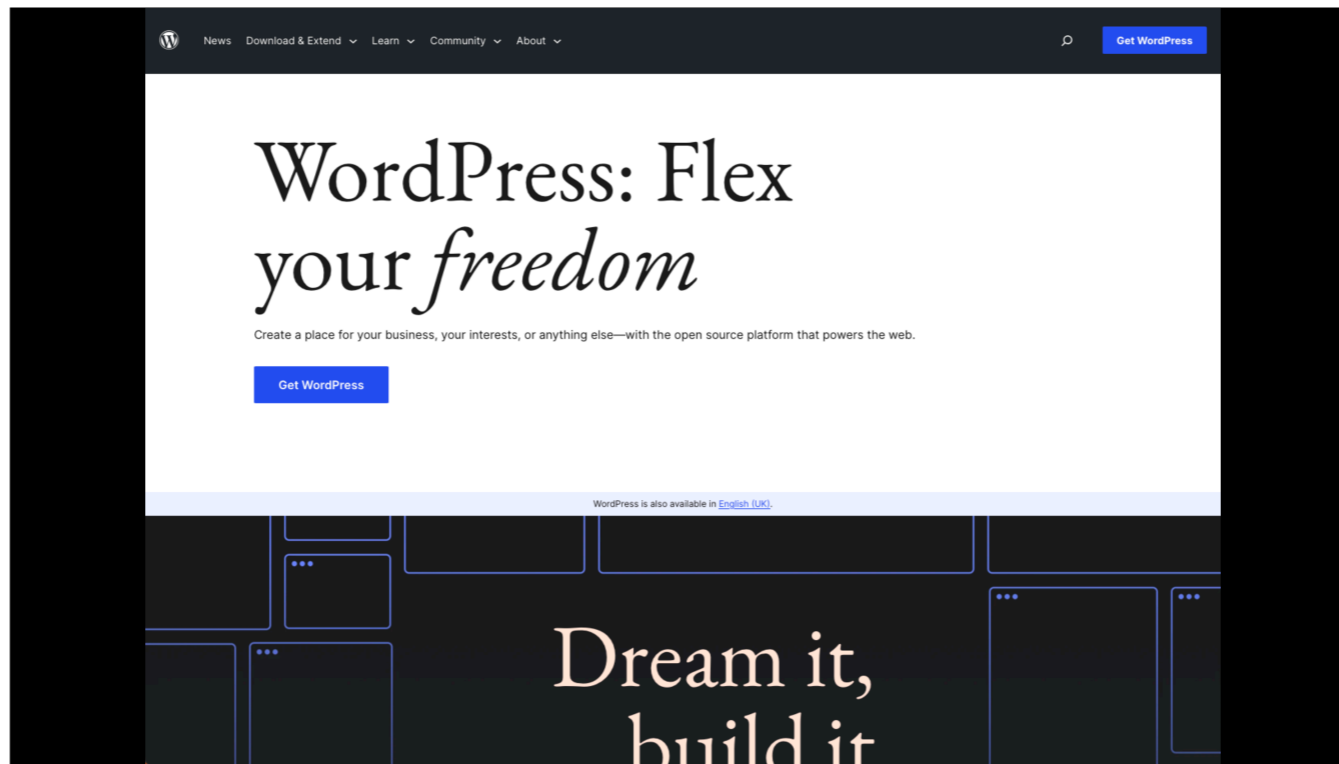 News Download & Extend Learn Community About Get WordPress
WordPress: Flex
your freedom
Create a place for your business, your interests, or anything else—with the open source platform that powers the web.
Get WordPress
WordPress is also available in English (UK).
Dream it,
build it